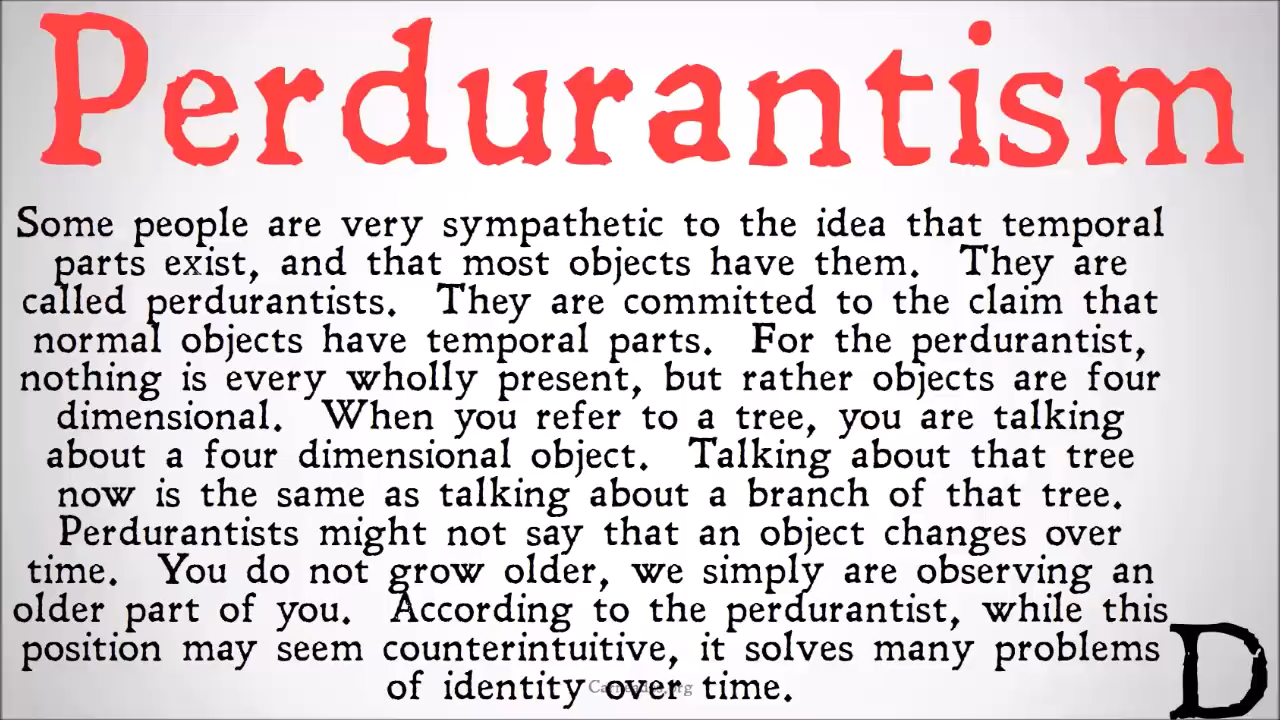 Perdurantism
Some people are very sympathetic to the idea that temporal
parts exist, and that most objects have them. They are
called perdurantists. They are committed to the claim that
normal objects have temporal parts. For the perdurantist,
nothing is every wholly present, but rather objects are four
dimensional. When you refer to a tree, you are talking
about a four dimensional object. Talking about that tree
now is the same as talking about a branch of that tree.
Perdurantists might not say that an object changes over
time. You do not grow older, we simply are observing an
older part of you. According to the perdurantist, while this
position may seem counterintuitive, it solves many problems
of identity over time.
D